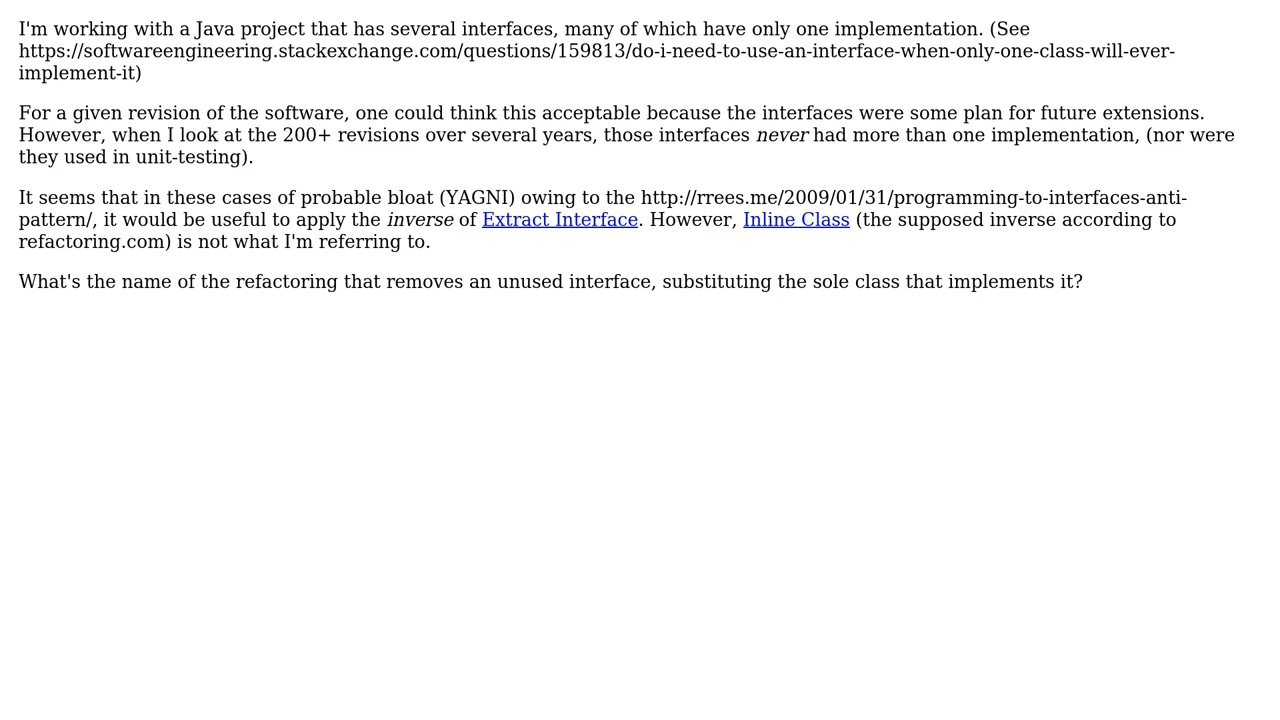 I'm working with a Java project that has several interfaces, many of which have only one implementation. (See
https://softwareengineering.stackexchange.com/questions/159813/do-i-need-to-use-an-interface-when-only-one-class-will-ever-
implement-it)
For a given revision of the software, one could think this acceptable because the interfaces were some plan for future extensions.
However, when I look at the 200+ revisions over several years, those interfaces never had more than one implementation, (nor were
they used in unit-testing).
It seems that in these cases of probable bloat (YAGNI) owing to the http://rrees.me/2009/01/31/programming-to-interfaces-anti-
pattern/, it would be useful to apply the inverse of Extract Interface. However, Inline Class (the supposed inverse according to
refactoring.com) is not what I'm referring to.
What's the name of the refactoring that removes an unused interface, substituting the sole class that implements it?